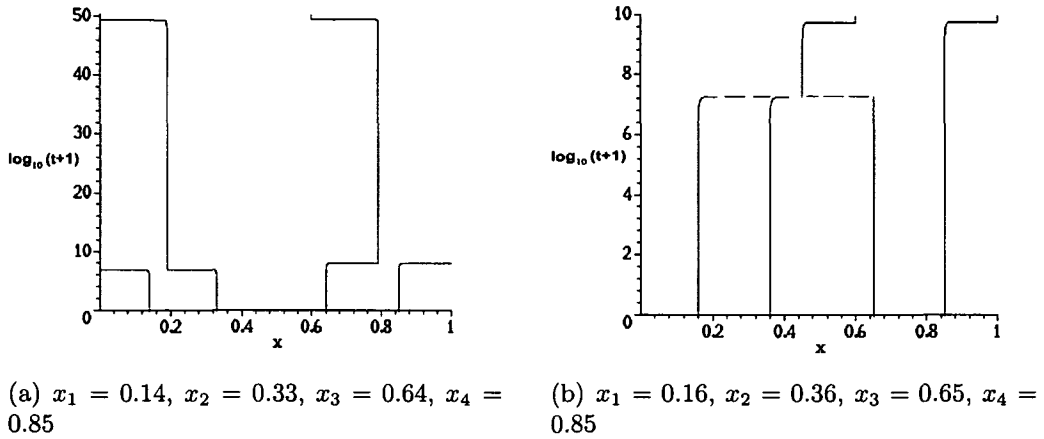 50
40
30
20
10
0
log₁₀(t+1)
0.2 0.4 0.6 0.8 1
x
10
8
6
4
2
0
log₁₀(t+1)
0.2 0.4 0.6 0.8 1
x
(a) x₁ = 0.14, x₂ = 0.33, x₃ = 0.64, x₄ =
0.85
(b) x₁ = 0.16, x₂ = 0.36, x₃ = 0.65, x₄ =
0.85